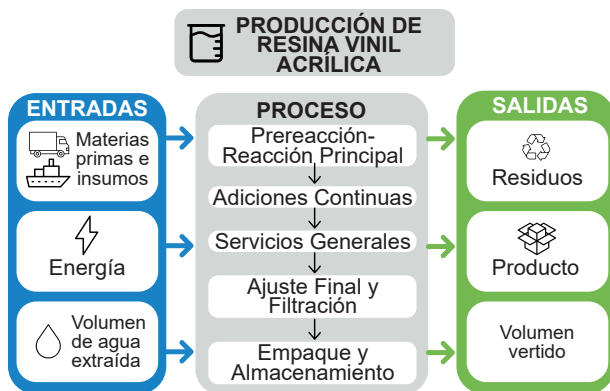 PRODUCCIÓN DE
RESINA VINIL
ACRÍLICA
ENTRADAS
Materias
primas e
insumos
Energía
Volumen
de agua
extraída
PROCESO
Prereacción-
Reacción Principal
Adiciones Continuas
Servicios Generales
Ajuste Final y
Filtración
Empaque y
Almacenamiento
SALIDAS
Residuos
Producto
Volumen
vertido